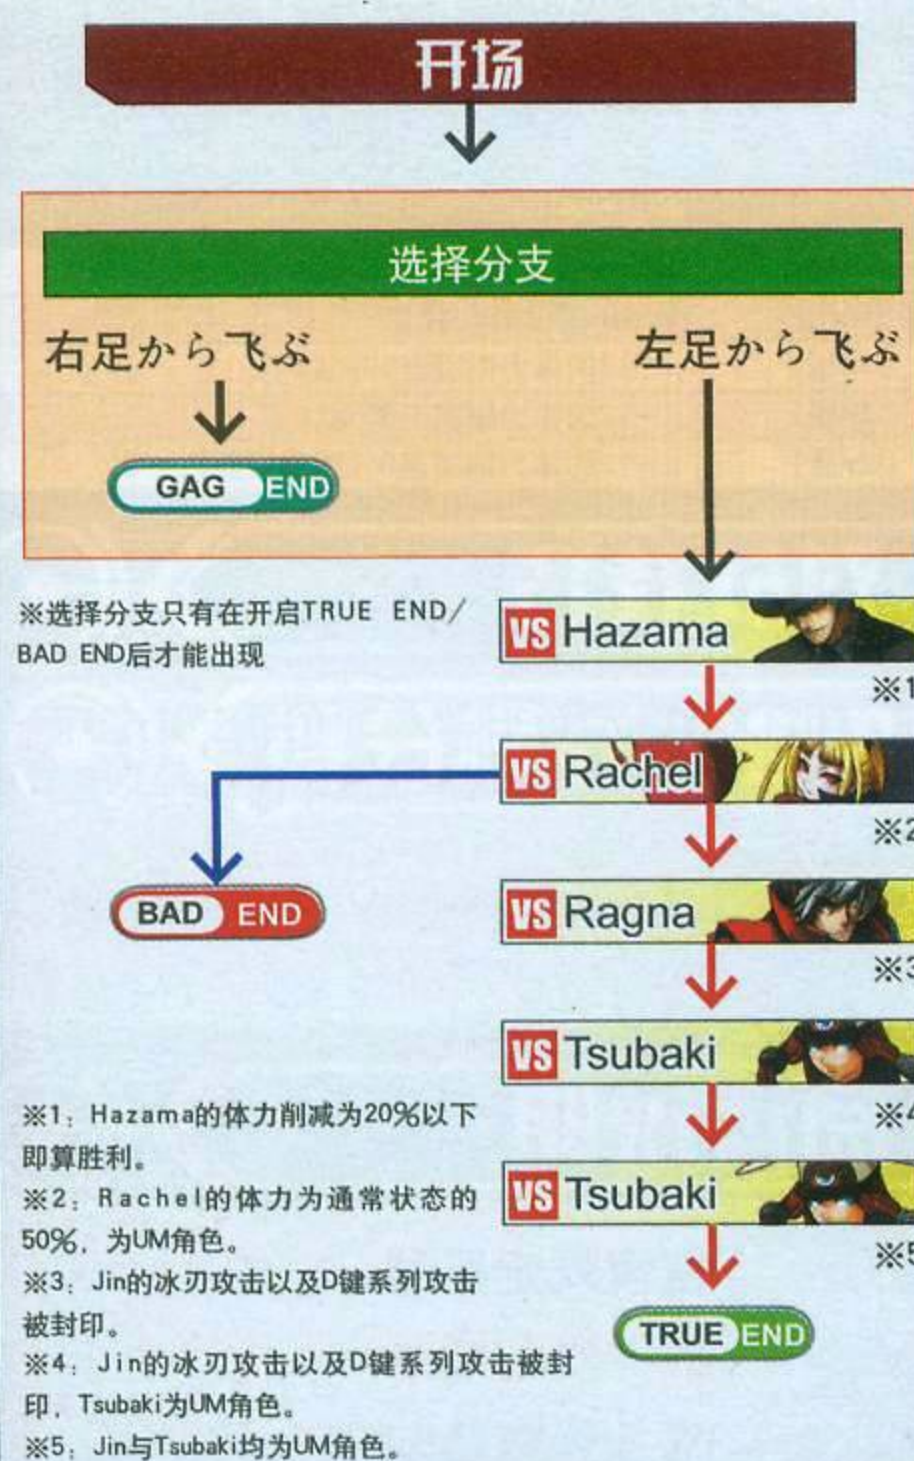 开场
选择分支
右足から飞ぶ
左足から飞ぶ
GAG END
※选择分支只有在开启TRUE END/
BAD END后才能出现
VS Hazama
※1
VS Rachel
※2
BAD END
VS Ragna
※3
VS Tsubaki
※4
VS Tsubaki
※5
TRUE END
※1：Hazama的体力削减为20%以下
即算胜利。
※2：Rachel的体力为通常状态的
50%，为UM角色。
※3：Jin的冰刃攻击以及D键系列攻击
被封印。
※4：Jin的冰刃攻击以及D键系列攻击被封
印，Tsubaki为UM角色。
※5：Jin与Tsubaki均为UM角色。